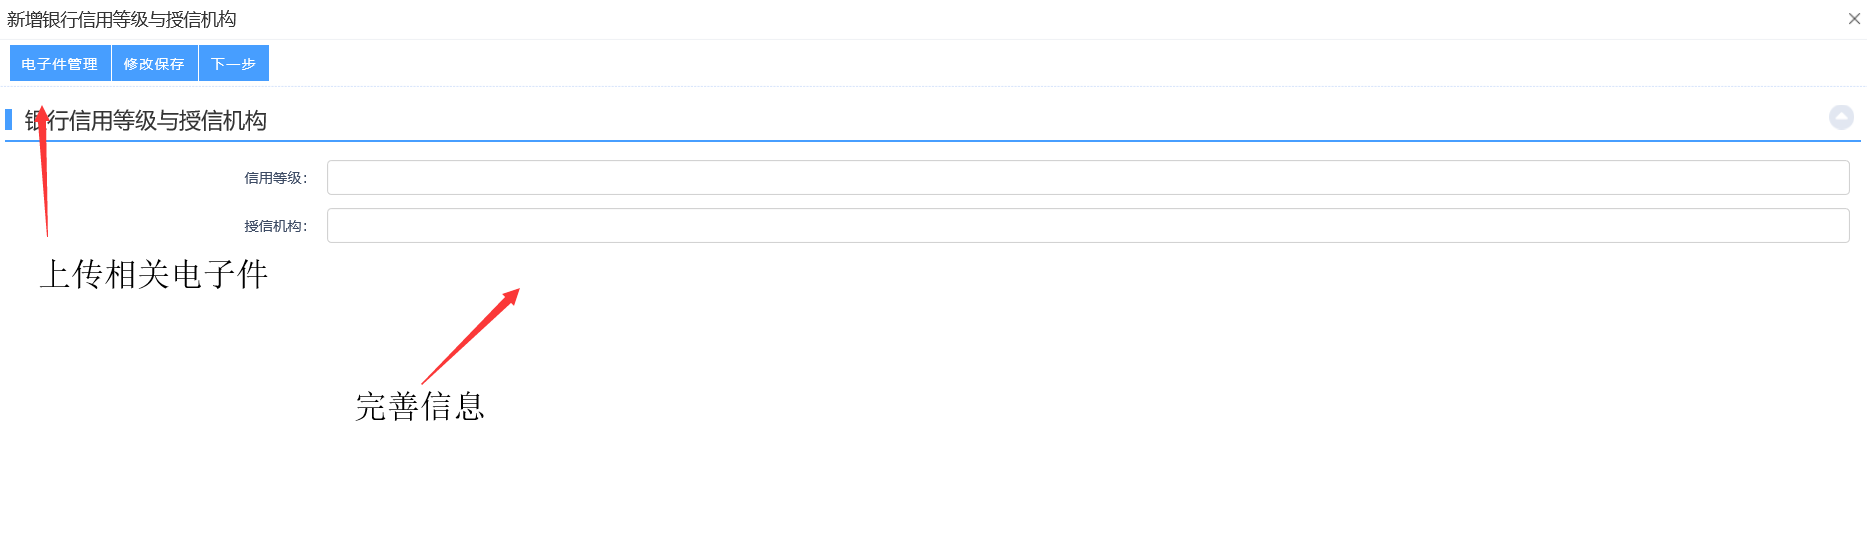 新增银行信用等级与授信机构
电子件管理 修改保存 下一步
银行信用等级与授信机构
信用等级：
授信机构：
上传相关电子件
完善信息